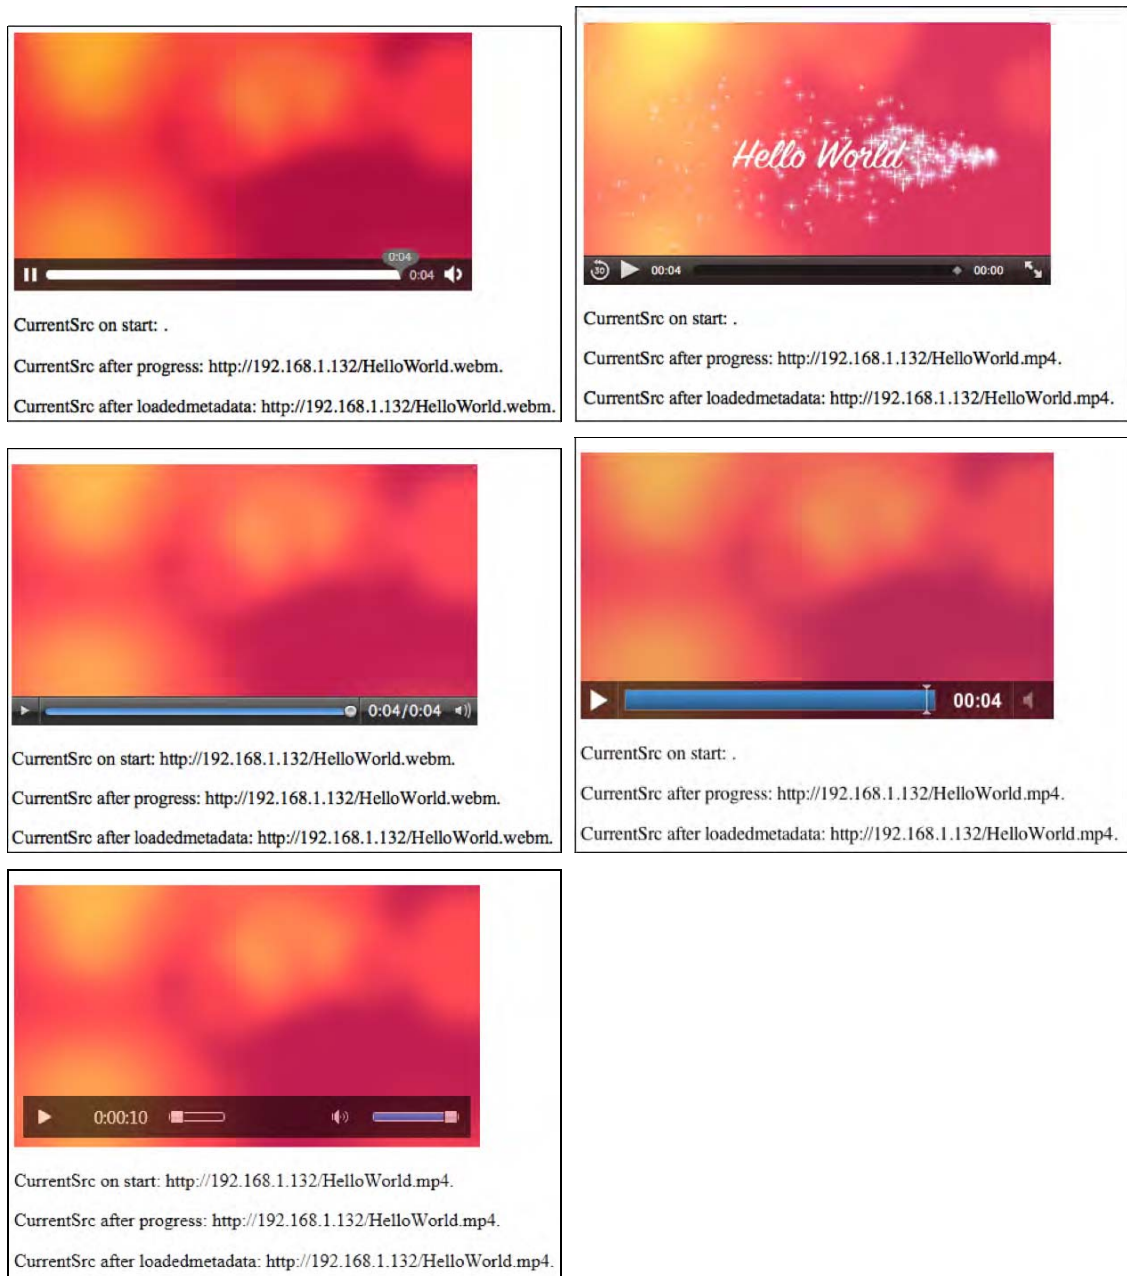 0:04
0:04
CurrentSrc on start: .
CurrentSrc after progress: http://192.168.1.132/HelloWorld.webm.
CurrentSrc after loadedmetadata: http://192.168.1.132/HelloWorld.webm.
Hello World
30 00:04 00:00
CurrentSrc on start: .
CurrentSrc after progress: http://192.168.1.132/HelloWorld.mp4.
CurrentSrc after loadedmetadata: http://192.168.1.132/HelloWorld.mp4.
0:04/0:04
CurrentSrc on start: http://192.168.1.132/HelloWorld.webm.
CurrentSrc after progress: http://192.168.1.132/HelloWorld.webm.
CurrentSrc after loadedmetadata: http://192.168.1.132/HelloWorld.webm.
00:04
CurrentSrc on start: .
CurrentSrc after progress: http://192.168.1.132/HelloWorld.mp4.
CurrentSrc after loadedmetadata: http://192.168.1.132/HelloWorld.mp4.
0:00:10
CurrentSrc on start: http://192.168.1.132/HelloWorld.mp4.
CurrentSrc after progress: http://192.168.1.132/HelloWorld.mp4.
CurrentSrc after loadedmetadata: http://192.168.1.132/HelloWorld.mp4.